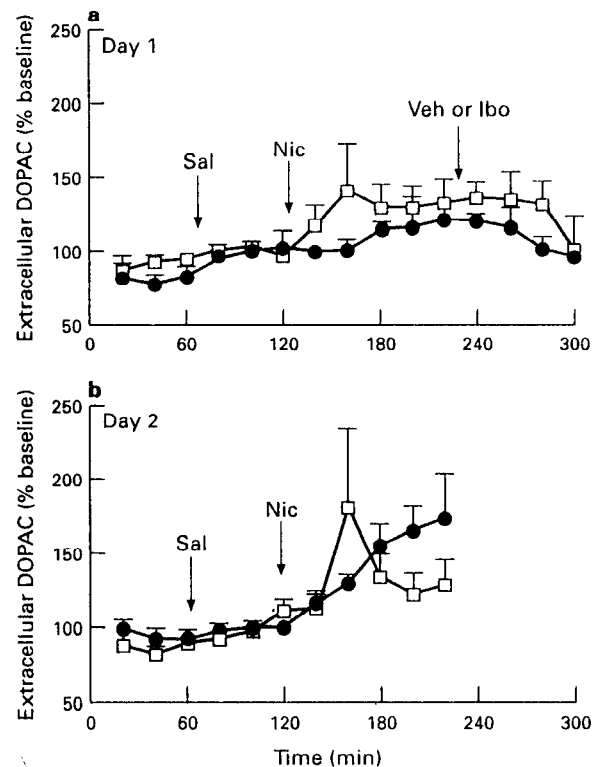 a
Day 1
Extracellular DOPAC (% baseline)
250
200
150
100
50
Sal
Nic
Veh or Ibo
0
60
120
180
240
300
b
Day 2
Extracellular DOPAC (% baseline)
250
200
150
100
50
Sal
Nic
0
60
120
180
240
300
Time (min)